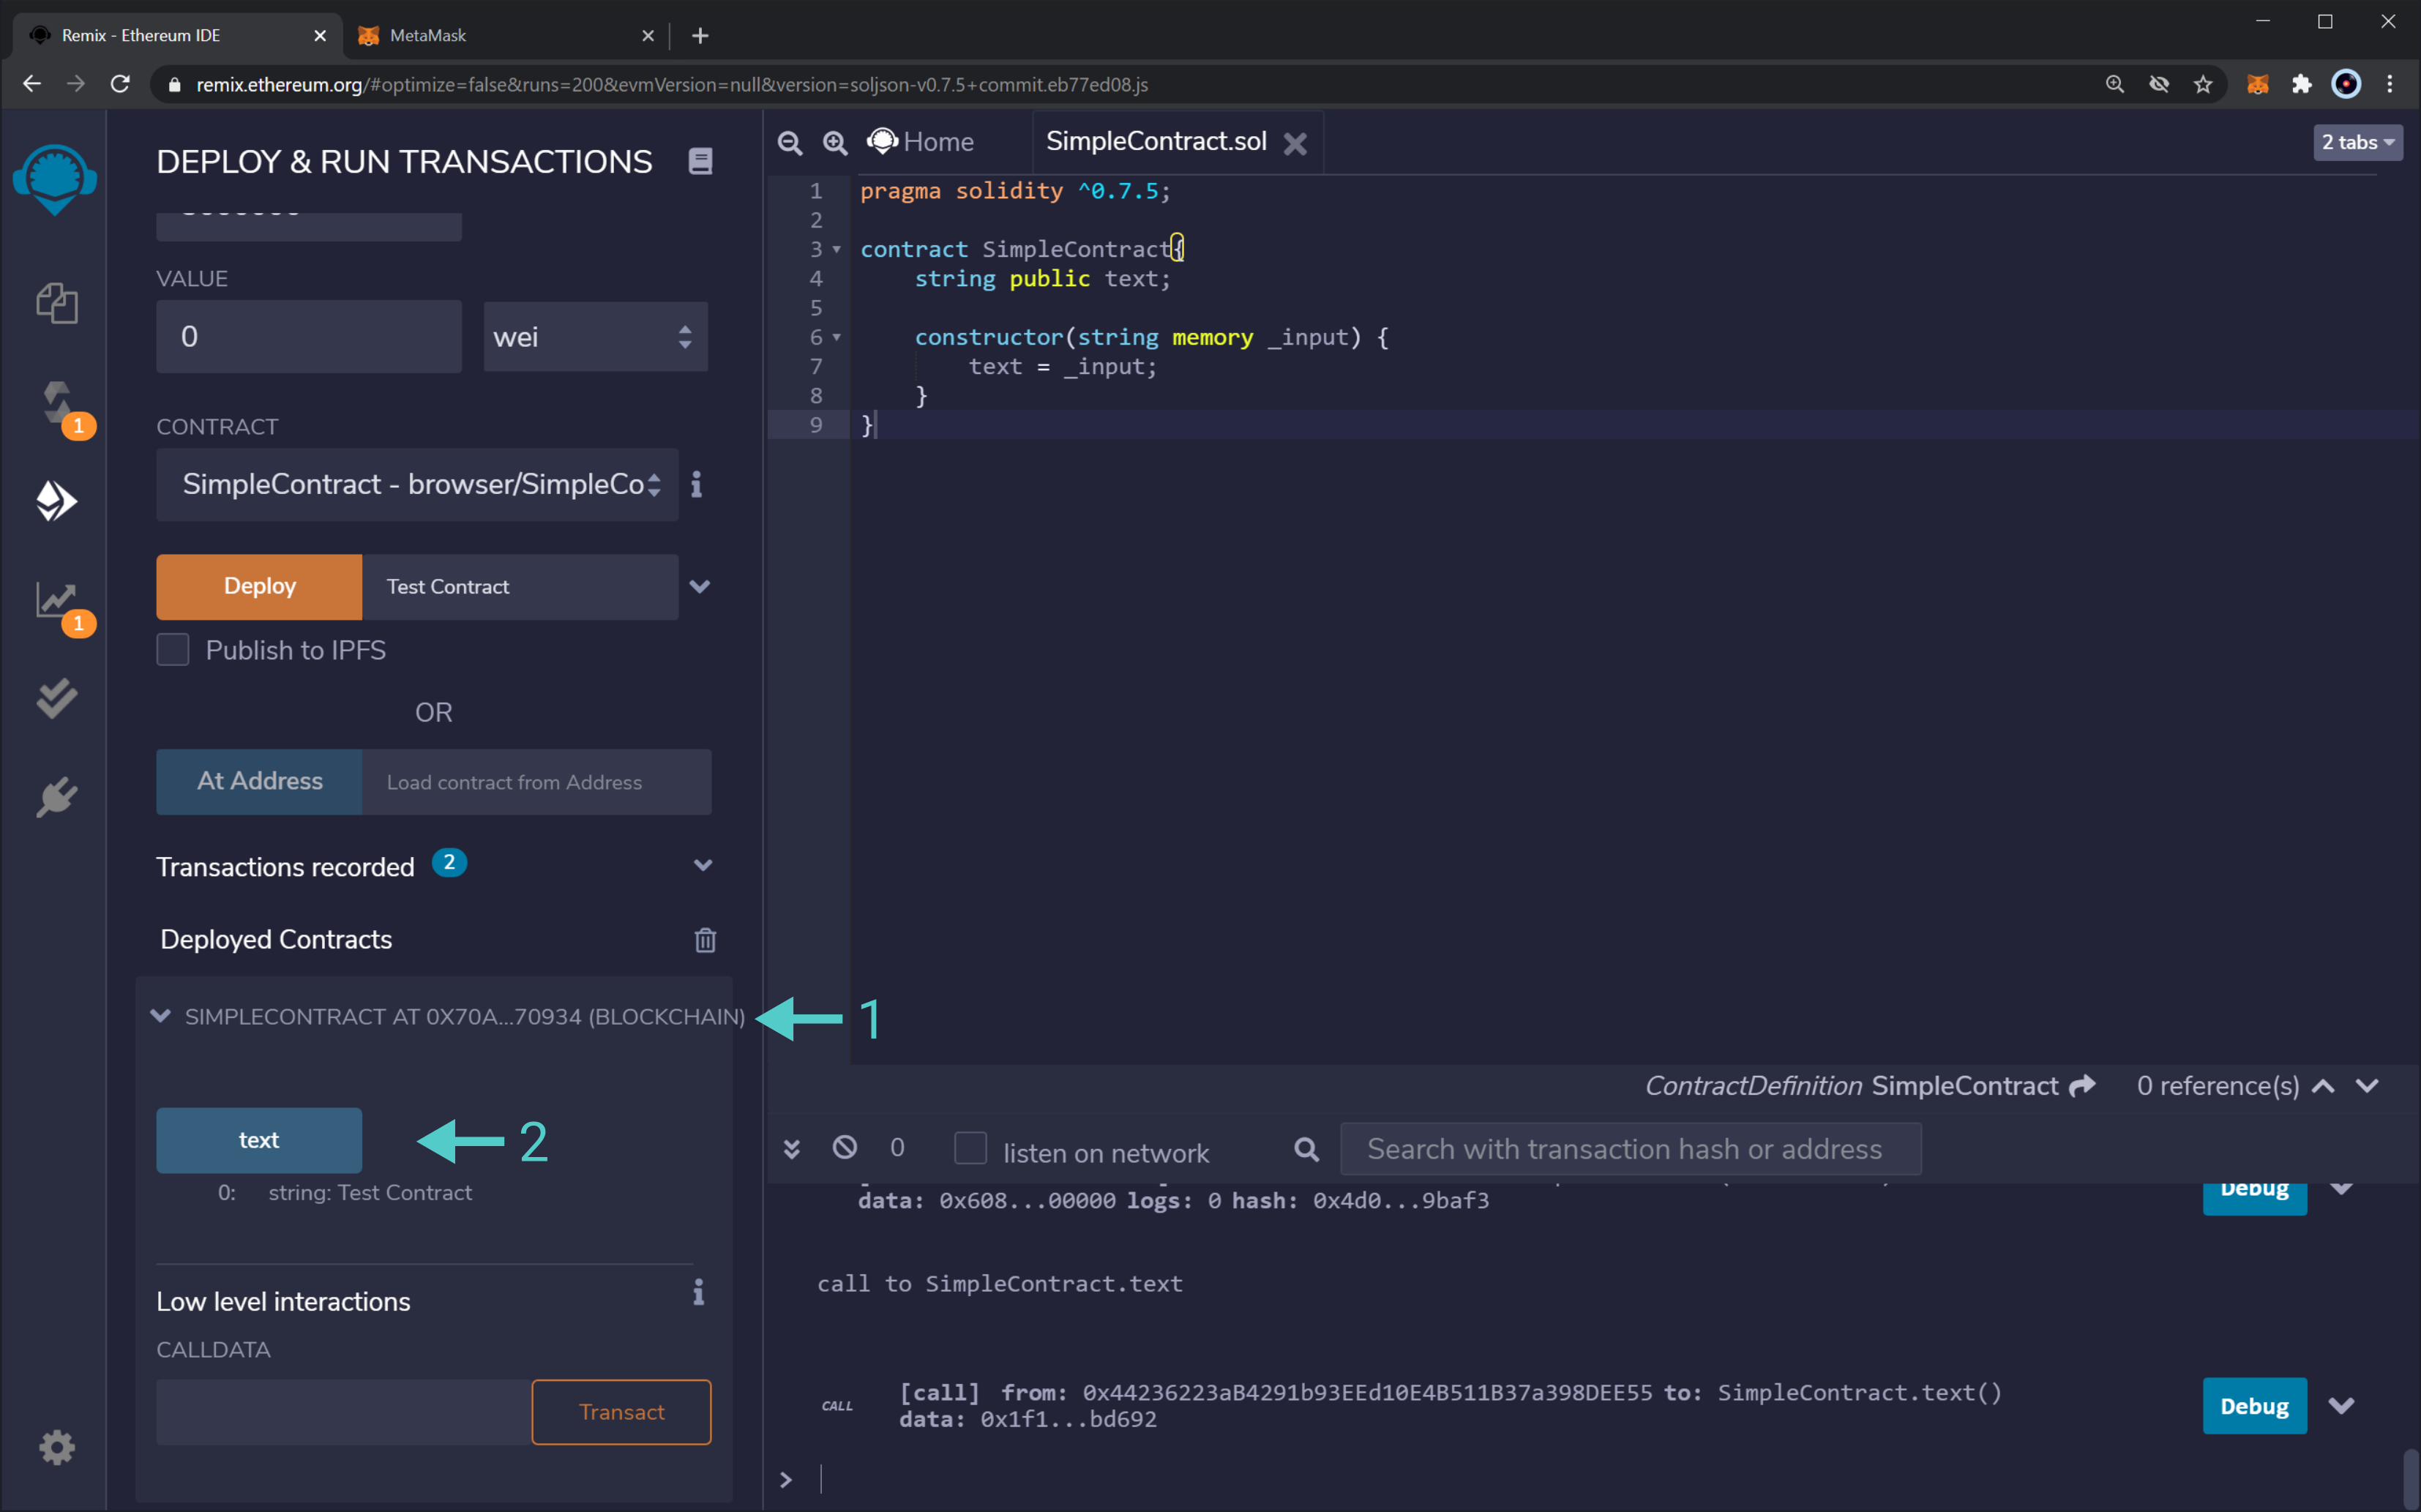 Remix - Ethereum IDE
MetaMask
remix.ethereum.org/#optimize=false&runs=200&evmVersion=null&version=soljson-v0.7.5+commit.eb77ed08.js
DEPLOY & RUN TRANSACTIONS
VALUE
0
wei
CONTRACT
SimpleContract - browser/SimpleCo
Deploy
Test Contract
Publish to IPFS
OR
At Address
Load contract from Address
Transactions recorded 2
Deployed Contracts
SIMPLECONTRACT AT 0X70A...70934 (BLOCKCHAIN)
1
text
2
0: string: Test Contract
Low level interactions
CALLDATA
Transact
1
1
Home
SimpleContract.sol
2 tabs
1 pragma solidity ^0.7.5;
2
3 contract SimpleContract{
4 string public text;
5
6 constructor(string memory _input) {
7 text = _input;
8 }
9 }
ContractDefinition SimpleContract
0 reference(s)
0
listen on network
Search with transaction hash or address
data: 0x608...00000 logs: 0 hash: 0x4d0...9baf3
Debug
call to SimpleContract.text
CALL
[call] from: 0x44236223aB4291b93EEd10E4B511B37a398DEE55 to: SimpleContract.text()
data: 0x1f1...bd692
Debug
>